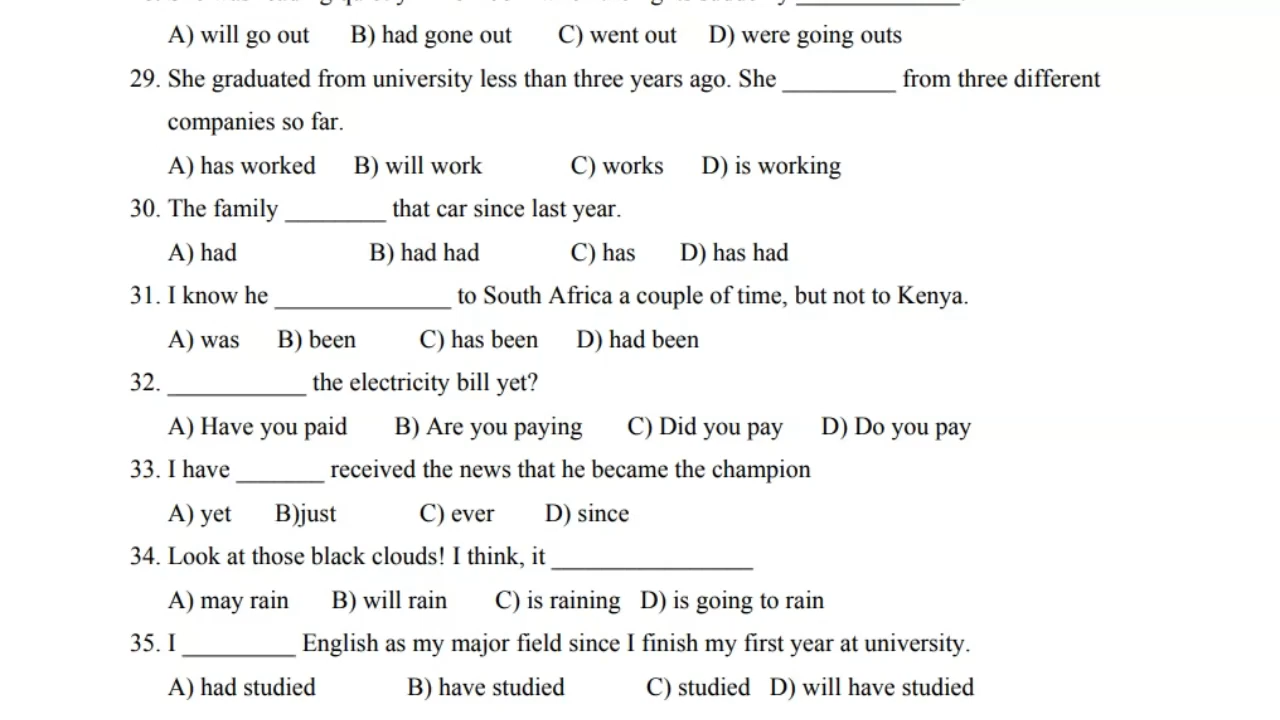 A) will go out B) had gone out C) went out D) were going outs
29. She graduated from university less than three years ago. She _________ from three different
companies so far.
A) has worked B) will work C) works D) is working
30. The family ________ that car since last year.
A) had B) had had C) has D) has had
31. I know he ______________ to South Africa a couple of time, but not to Kenya.
A) was B) been C) has been D) had been
32. ___________ the electricity bill yet?
A) Have you paid B) Are you paying C) Did you pay D) Do you pay
33. I have _______ received the news that he became the champion
A) yet B)just C) ever D) since
34. Look at those black clouds! I think, it ________________
A) may rain B) will rain C) is raining D) is going to rain
35. I _________ English as my major field since I finish my first year at university.
A) had studied B) have studied C) studied D) will have studied